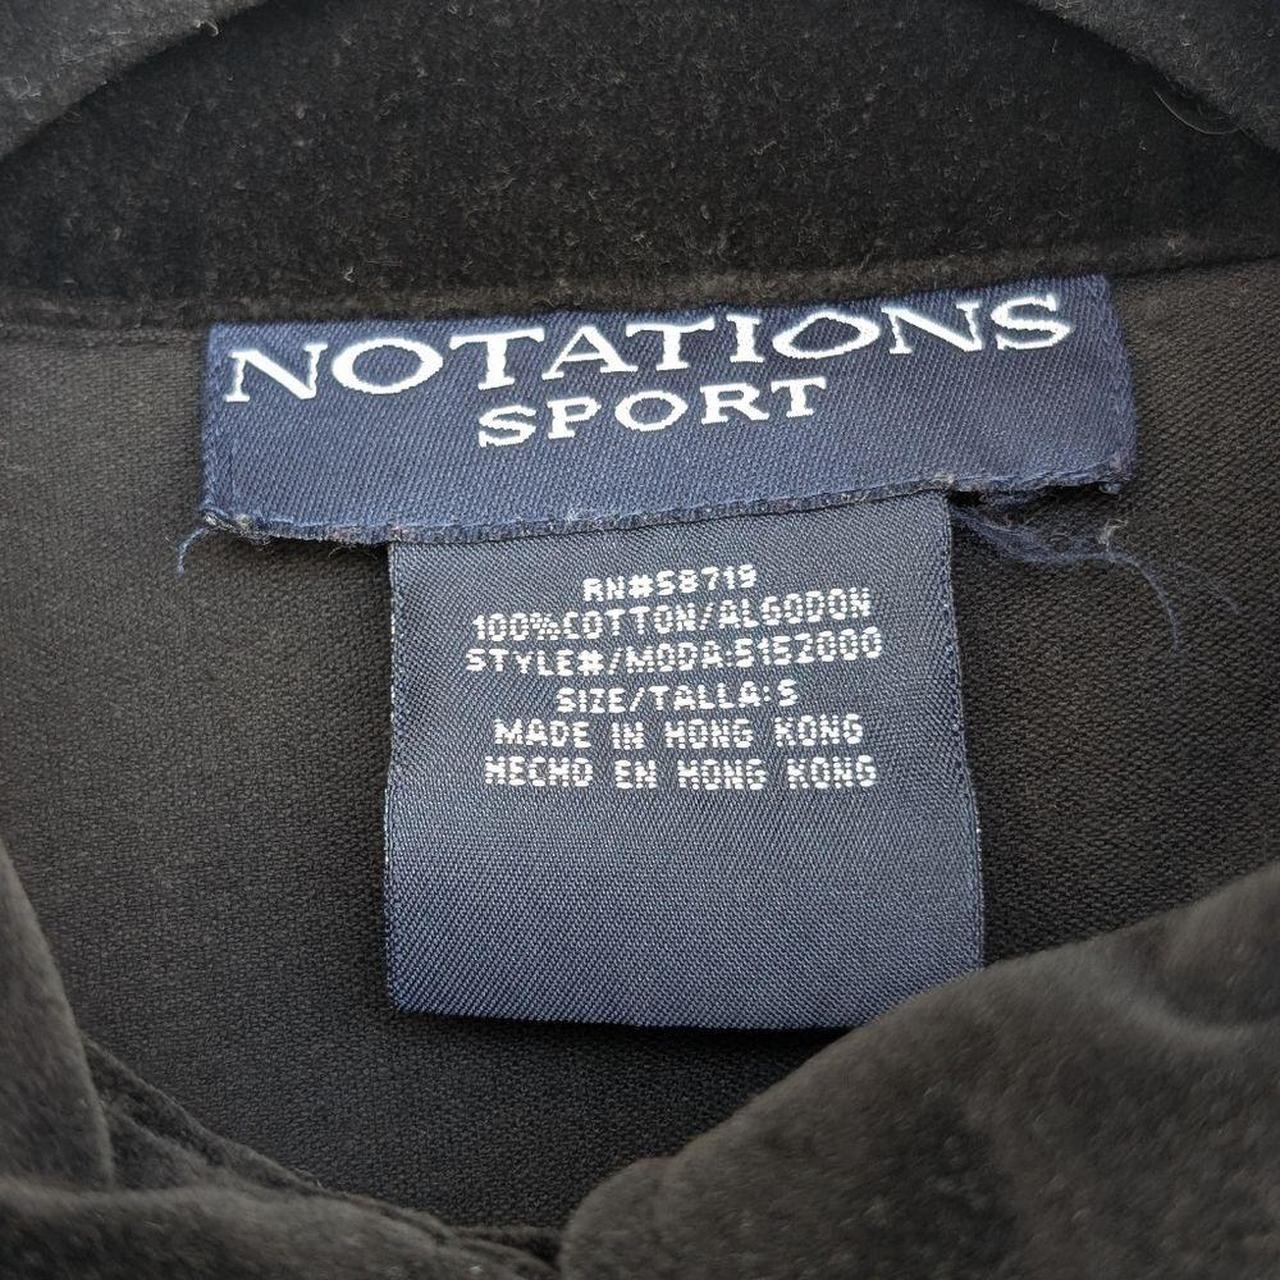 NOTATIONS
SPORT
RN#58719
100%COTTON/ALGODON
STYLE#/MODA:5152000
SIZE/TALLA:S
MADE IN HONG KONG
HECHO EN HONG KONG